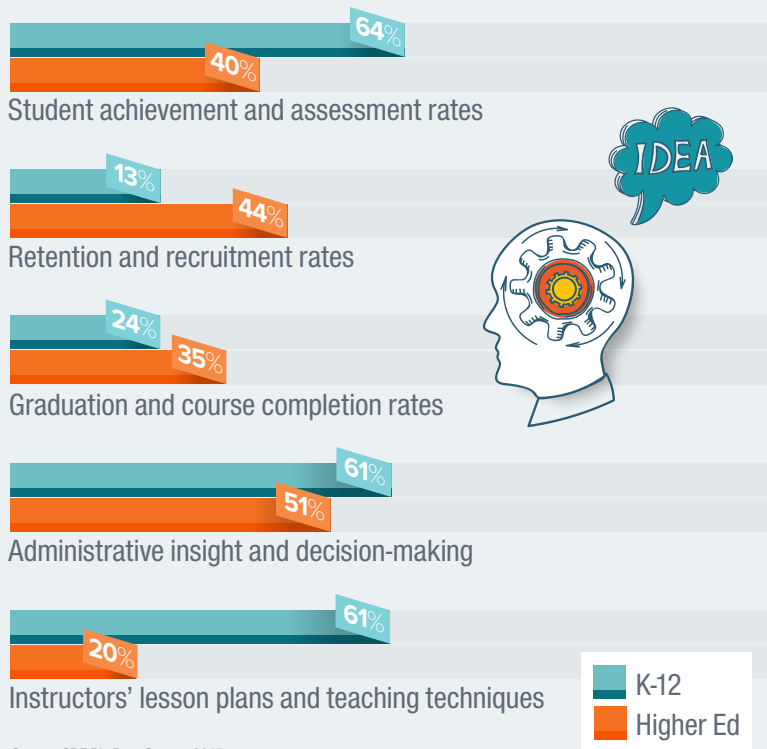 64%
40%
Student achievement and assessment rates
IDEA
13%
44%
Retention and recruitment rates
24%
35%
Graduation and course completion rates
61%
51%
Administrative insight and decision-making
61%
20%
Instructors’ lesson plans and teaching techniques
K-12
Higher Ed